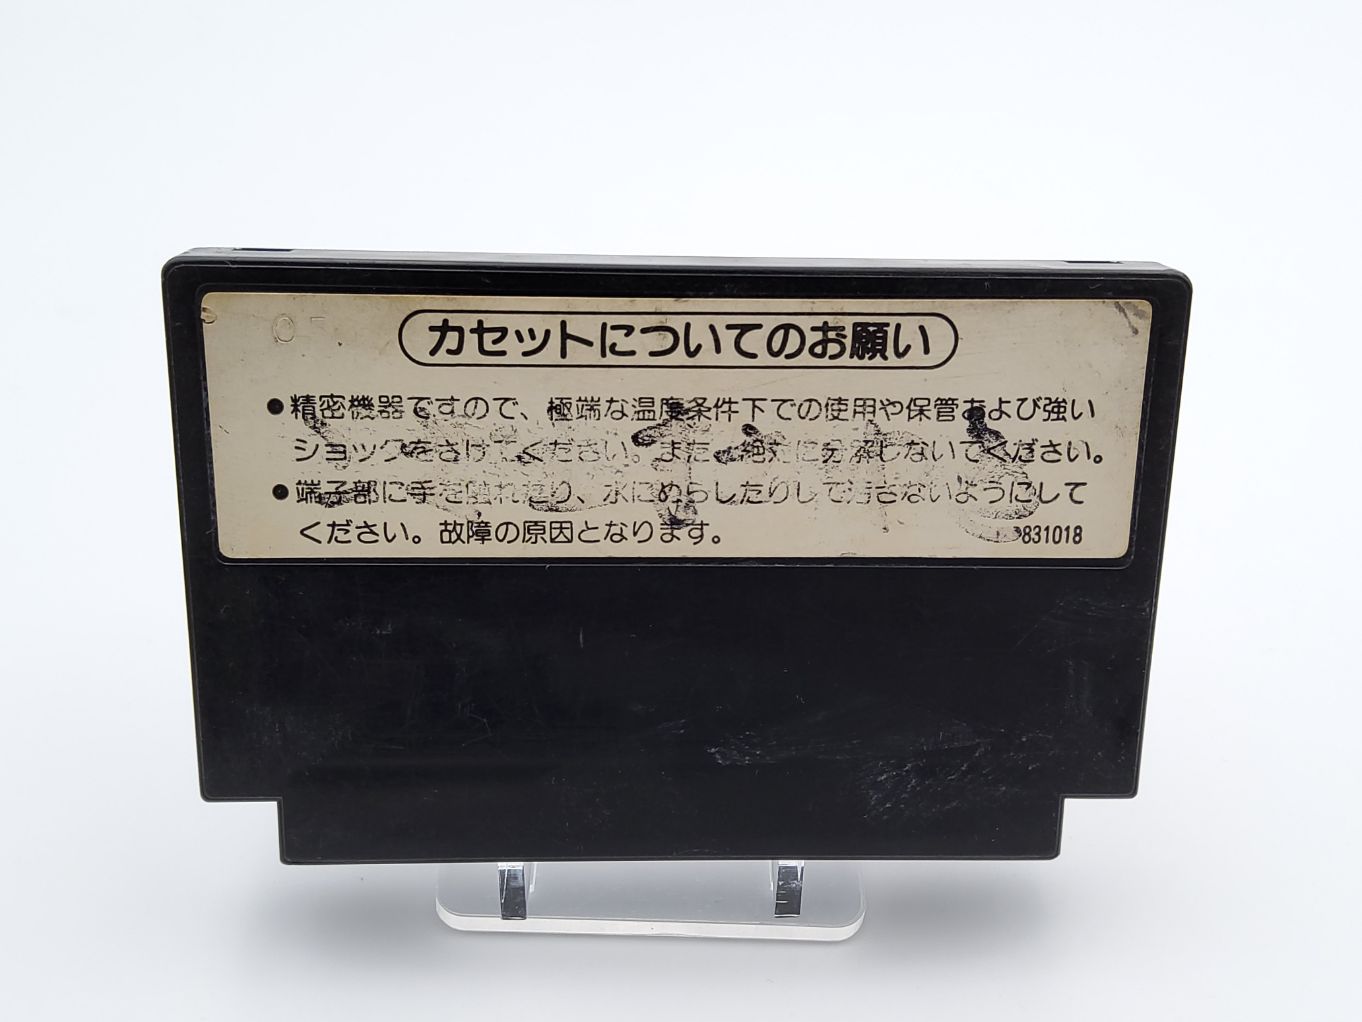 カセットについてのお願い
●精密機器ですので、極端な温度条件下での使用や保管および強い
ショックをさけてください。また、絶対に分解しないでください。
●端子部に手を触れたり、水にぬらしたりして汚さないようにして
ください。故障の原因となります。
831018